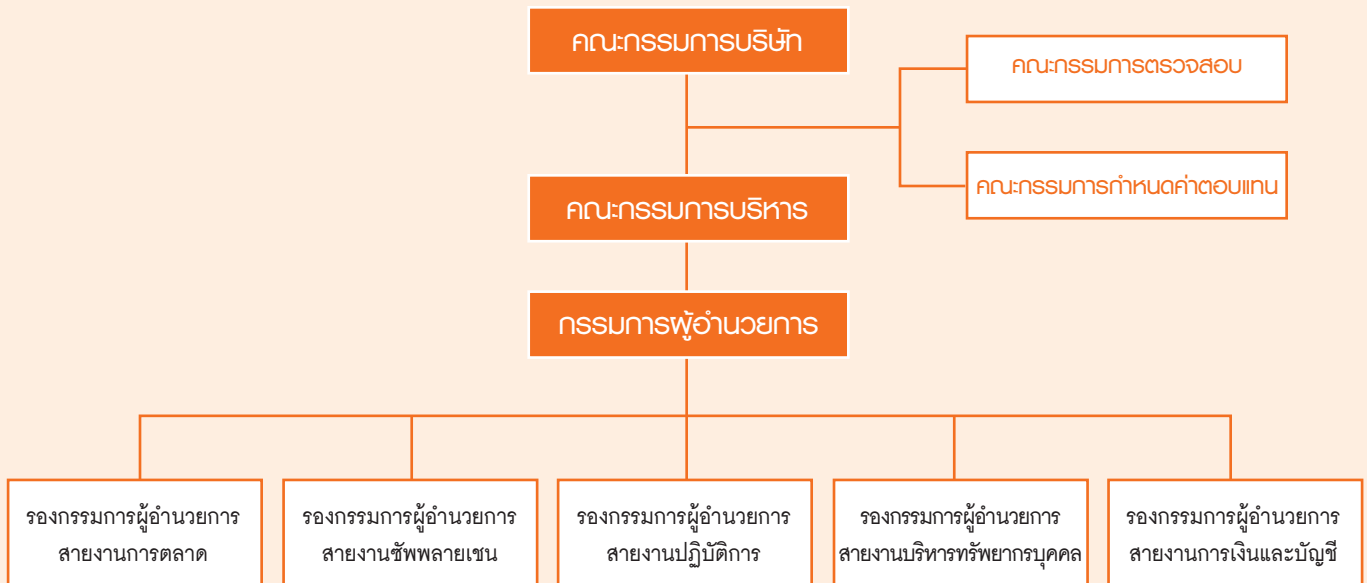 คณะกรรมการบริษัท
คณะกรรมการตรวจสอบ
คณะกรรมการกำหนดค่าตอบแทน
คณะกรรมการบริหาร
กรรมการผู้อำนวยการ
รองกรรมการผู้อำนวยการ
สายงานการตลาด
รองกรรมการผู้อำนวยการ
สายงานซัพพลายเชน
รองกรรมการผู้อำนวยการ
สายงานปฏิบัติการ
รองกรรมการผู้อำนวยการ
สายงานบริหารทรัพยากรบุคคล
รองกรรมการผู้อำนวยการ
สายงานการเงินและบัญชี